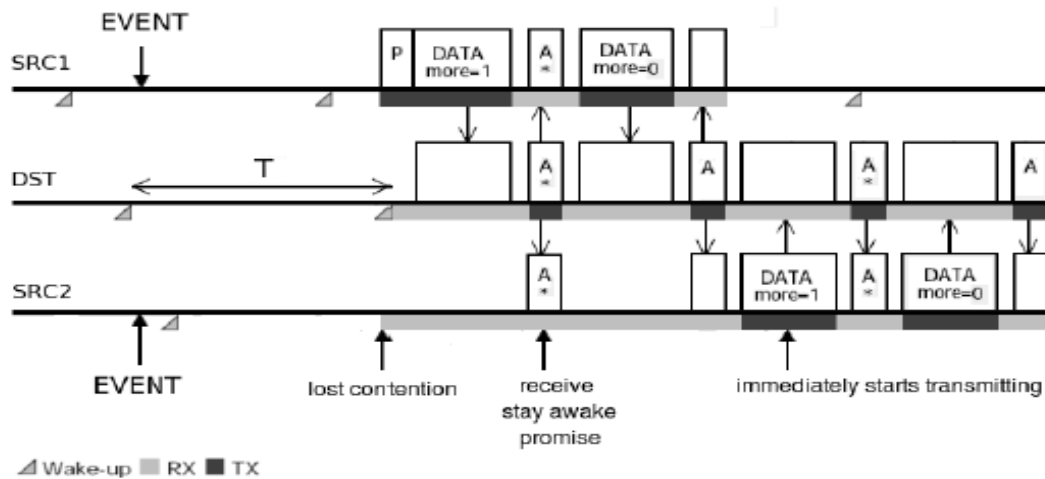 EVENT
SRC1
P
DATA
more=1
A
*
DATA
more=0
T
DST
A
*
A
A
*
A
SRC2
A
*
DATA
more=1
A
*
DATA
more=0
EVENT
lost contention
receive
stay awake
promise
immediately starts transmitting
Wake-up RX TX